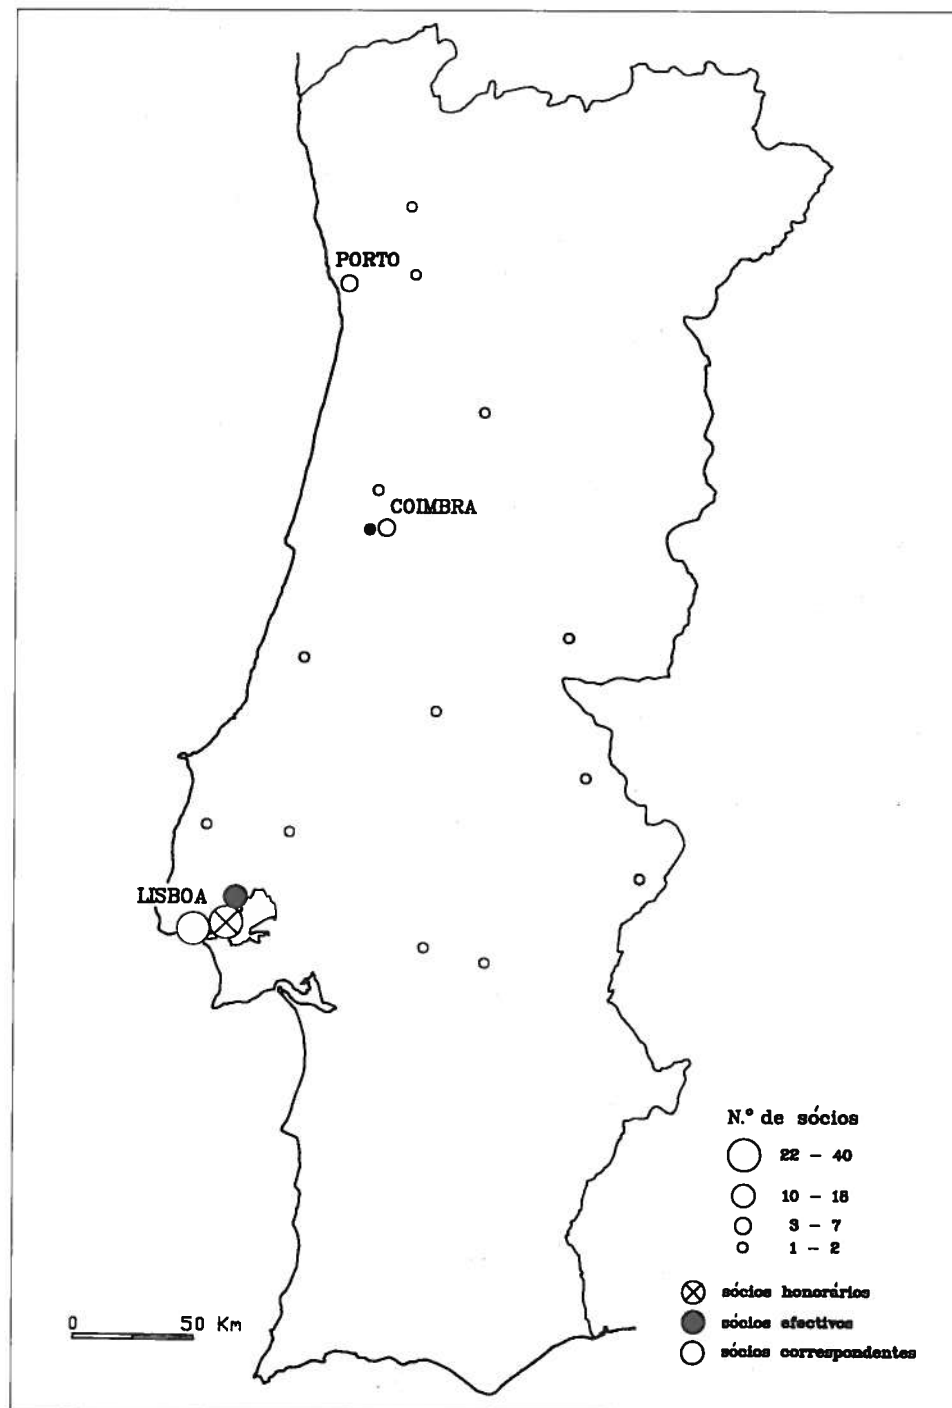 PORTO
COIMBRA
LISBOA
N.º de sócios
22 – 40
10 – 18
3 – 7
1 – 2
sócios honorários
sócios efectivos
sócios correspondentes
0 50 Km